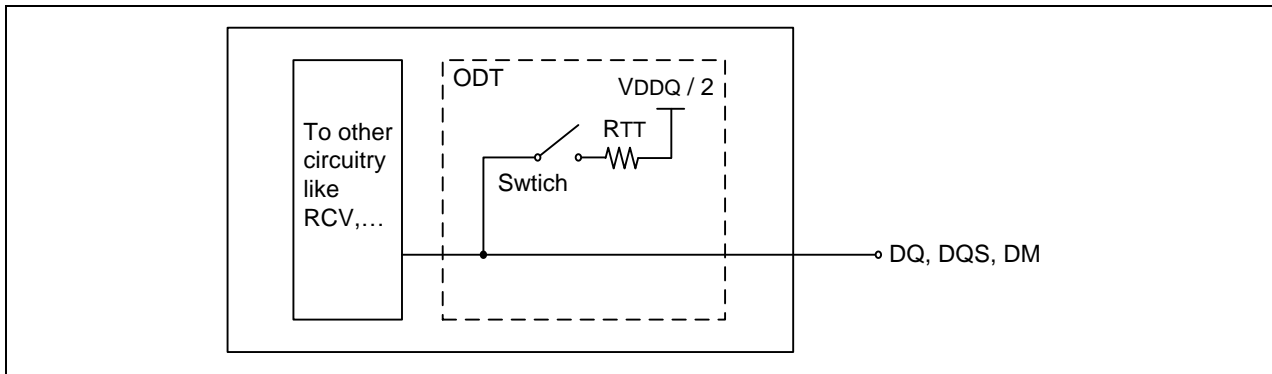 ODT
VDDQ / 2
RTT
Swtich
To other
circuitry
like
RCV,...
DQ, DQS, DM